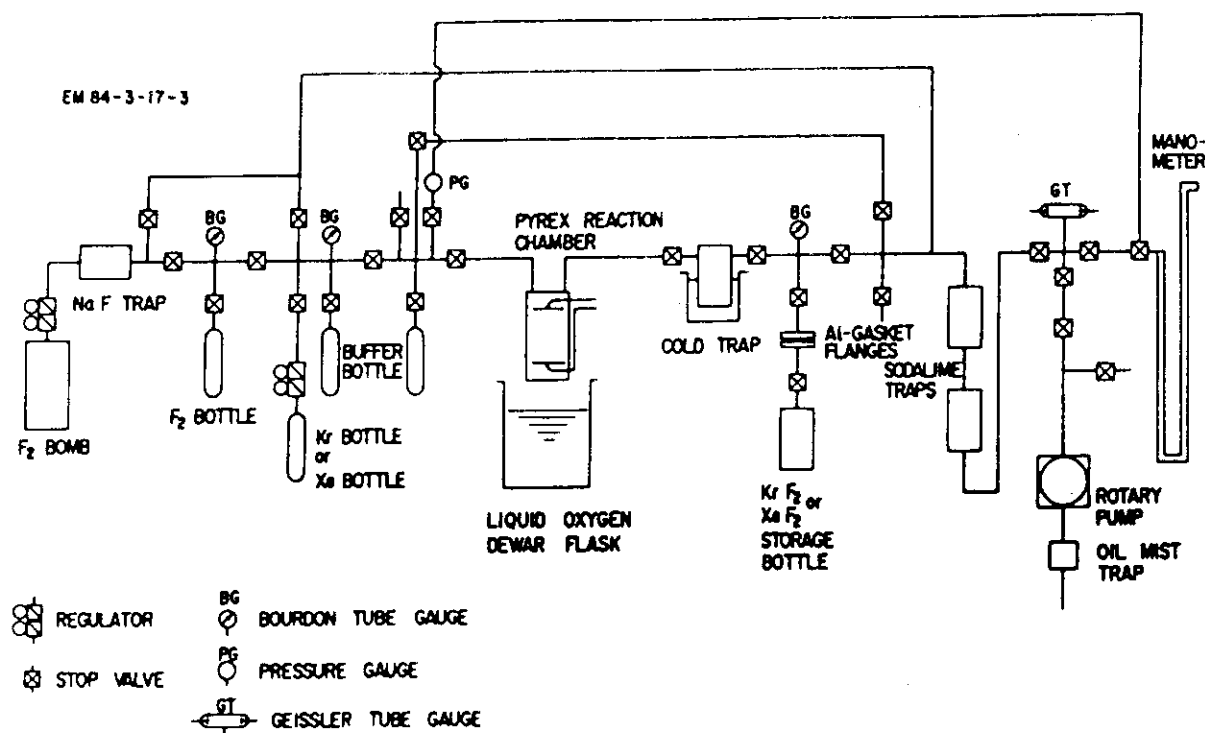 EM 84-3-17-3
MANO-
METER
GT
PG
BG
BG
BG
PYREX REACTION
CHAMBER
Na F TRAP
BUFFER
BOTTLE
COLD TRAP
Al-GASKET
FLANGES
SODALIME
TRAPS
F₂ BOTTLE
F₂ BOMB
Kr BOTTLE
or
Xe BOTTLE
LIQUID OXYGEN
DEWAR FLASK
Kr F₂ or
Xe F₂
STORAGE
BOTTLE
ROTARY
PUMP
OIL MIST
TRAP
REGULATOR
BG
BOURDON TUBE GAUGE
STOP VALVE
PG
PRESSURE GAUGE
GT
GEISSLER TUBE GAUGE